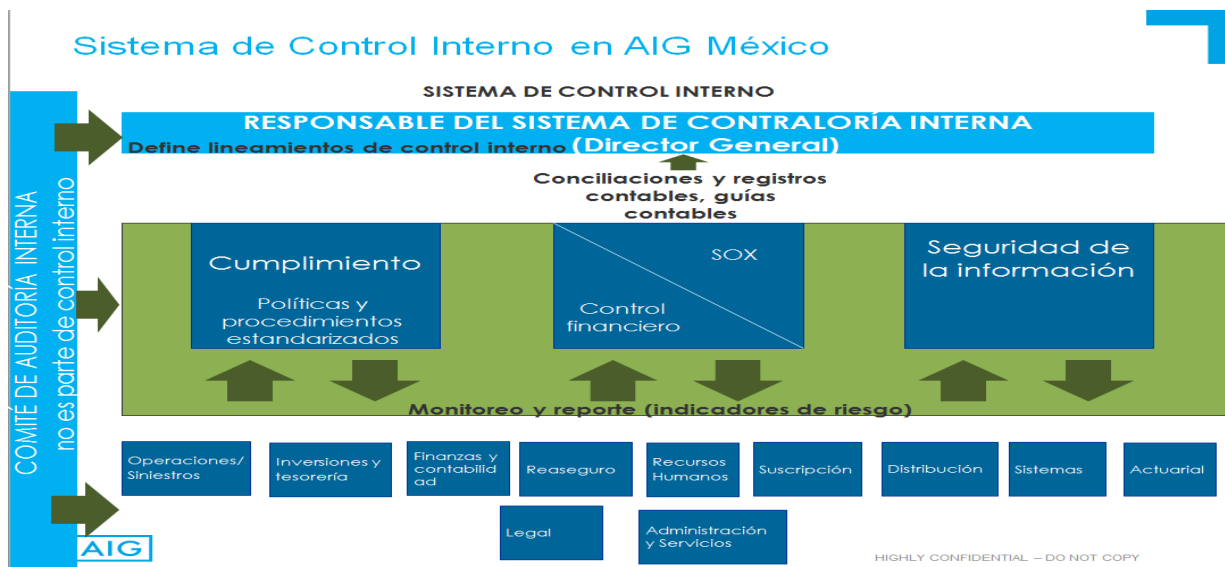 Sistema de Control Interno en AIG México
SISTEMA DE CONTROL INTERNO
RESPONSABLE DEL SISTEMA DE CONTRALORÍA INTERNA
Define lineamientos de control interno (Director General)
Conciliaciones y registros
contables, guías
contables
COMITÉ DE AUDITORÍA INTERNA
no es parte de control interno
Cumplimiento
Políticas y
procedimientos
estandarizados
SOX
Control
financiero
Seguridad de
la información
Monitoreo y reporte (indicadores de riesgo)
Operaciones/
Siniestros
Inversiones y
tesorería
Finanzas y
contabilid
ad
Reaseguro
Recursos
Humanos
Suscripción
Distribución
Sistemas
Actuarial
Legal
Administración
y Servicios
AIG
HIGHLY CONFIDENTIAL – DO NOT COPY